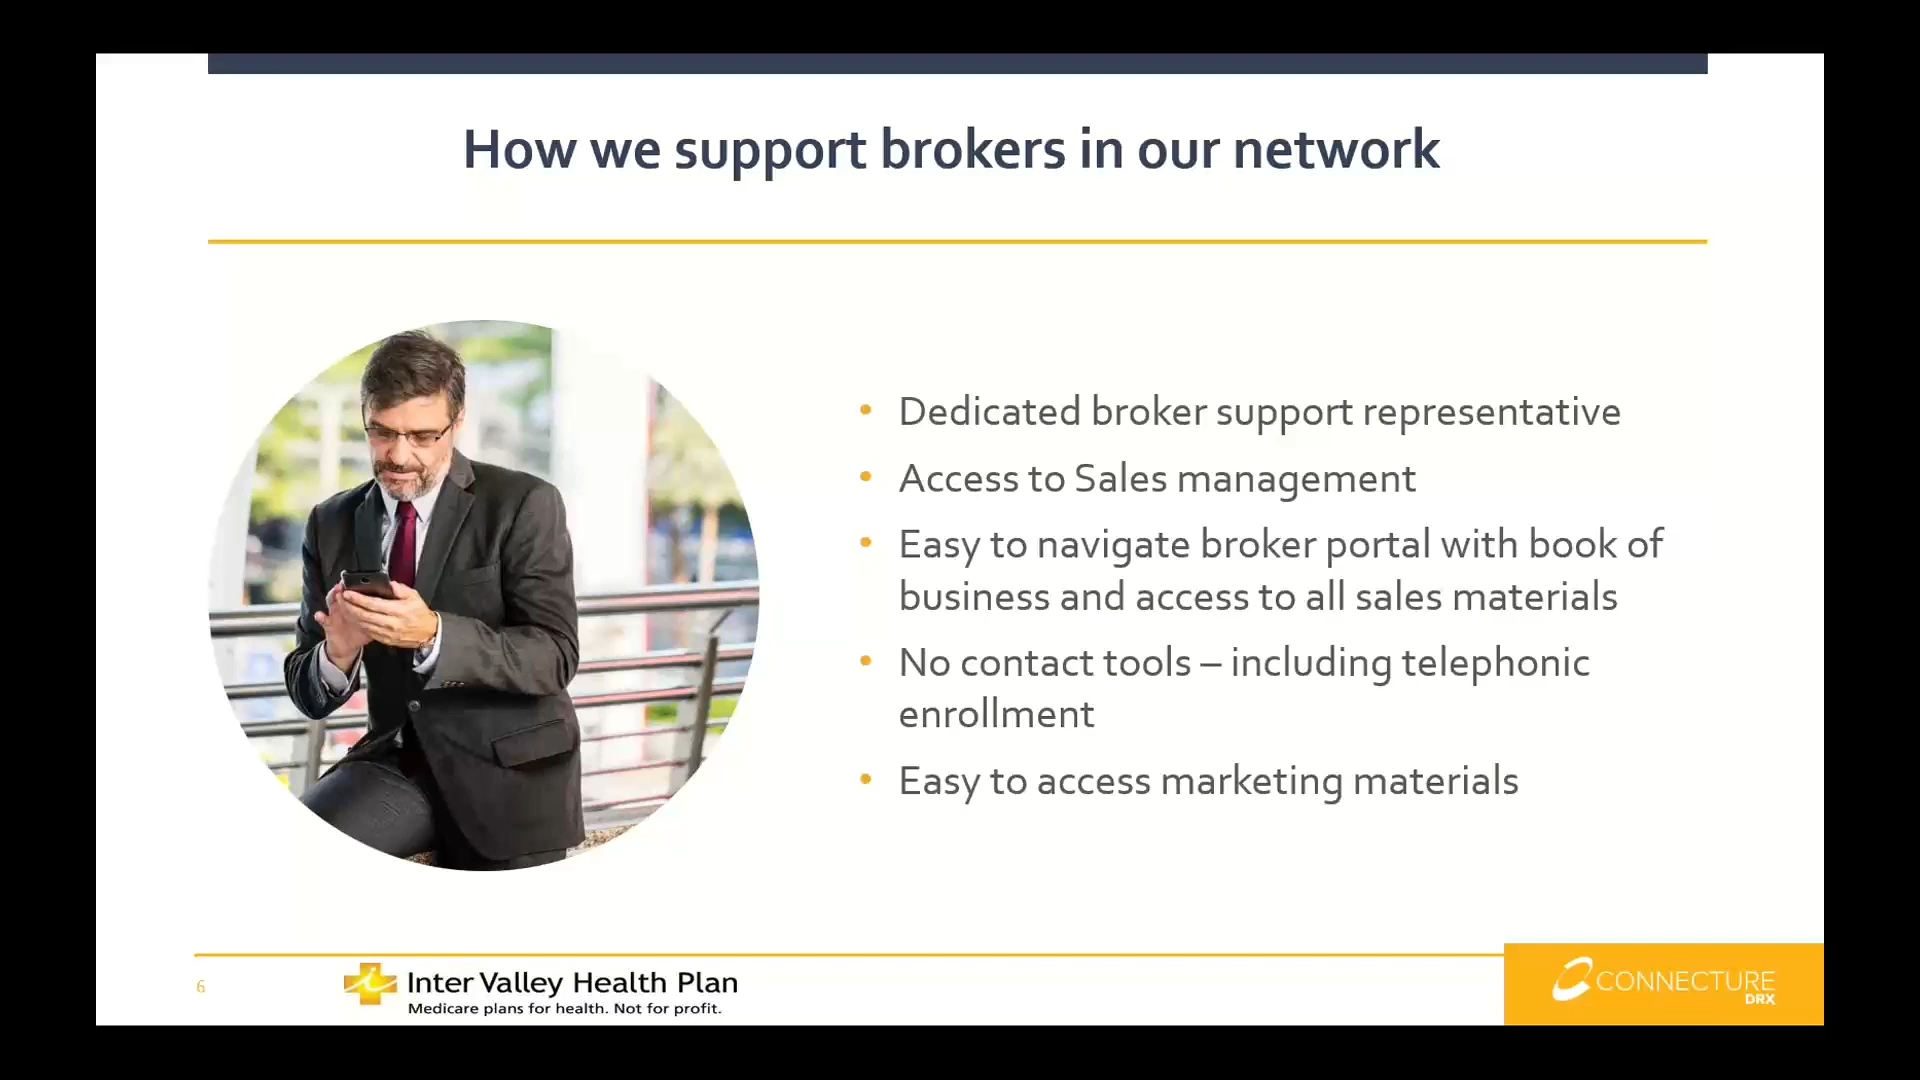 How we support brokers in our network
• Dedicated broker support representative
• Access to Sales management
• Easy to navigate broker portal with book of
business and access to all sales materials
• No contact tools – including telephonic
enrollment
• Easy to access marketing materials
6
Inter Valley Health Plan
Medicare plans for health. Not for profit.
CONNECTURE
DRX